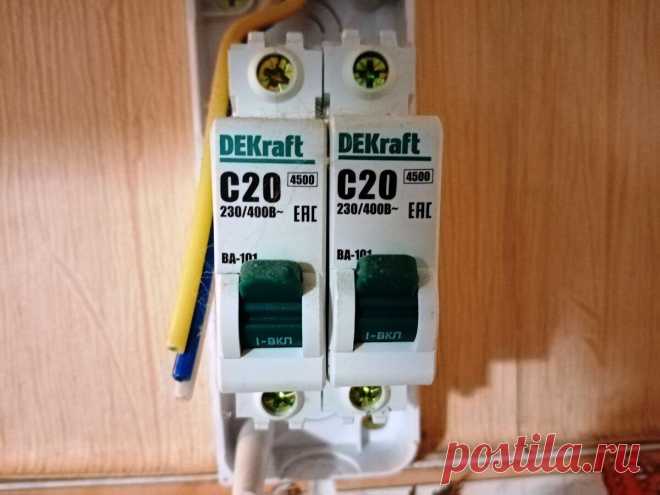 DEKraft
C20 4500
230/400В~ EAC
ВА-101
I-ВКЛ
DEKraft
C20 4500
230/400В~ EAC
ВА-101
I-ВКЛ
postila.ru